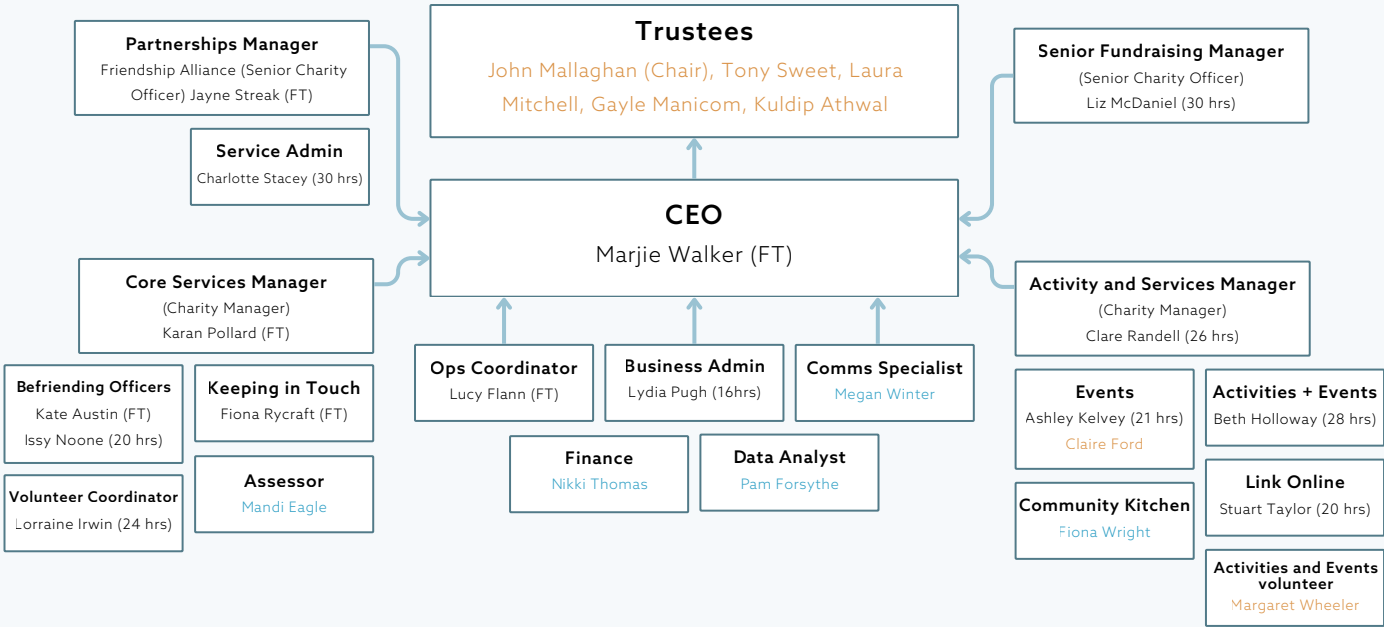 Trustees
John Mallaghan (Chair), Tony Sweet, Laura
Mitchell, Gayle Manicom, Kuldip Athwal
Partnerships Manager
Friendship Alliance (Senior Charity
Officer) Jayne Streak (FT)
Service Admin
Charlotte Stacey (30 hrs)
Senior Fundraising Manager
(Senior Charity Officer)
Liz McDaniel (30 hrs)
CEO
Marjie Walker (FT)
Core Services Manager
(Charity Manager)
Karan Pollard (FT)
Befriending Officers
Kate Austin (FT)
Issy Noone (20 hrs)
Keeping in Touch
Fiona Rycraft (FT)
Volunteer Coordinator
Lorraine Irwin (24 hrs)
Assessor
Mandi Eagle
Ops Coordinator
Lucy Flann (FT)
Business Admin
Lydia Pugh (16hrs)
Comms Specialist
Megan Winter
Finance
Nikki Thomas
Data Analyst
Pam Forsythe
Activity and Services Manager
(Charity Manager)
Clare Randell (26 hrs)
Events
Ashley Kelvey (21 hrs)
Claire Ford
Activities + Events
Beth Holloway (28 hrs)
Community Kitchen
Fiona Wright
Link Online
Stuart Taylor (20 hrs)
Activities and Events
volunteer
Margaret Wheeler